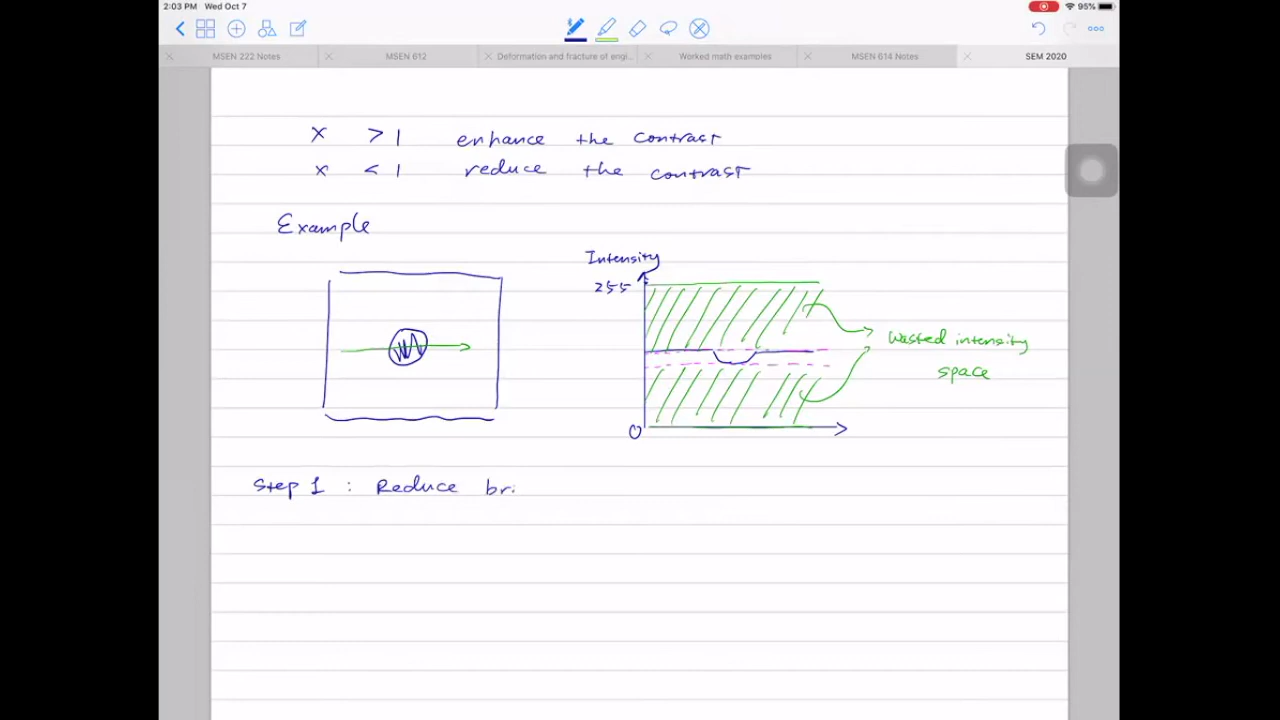 2:03 PM Wed Oct 7
95%
MSEN 222 Notes
MSEN 612
Deformation and fracture of engi...
Worked math examples
MSEN 614 Notes
SEM 2020
x > 1 enhance the contrast
x < 1 reduce the contrast
Example
Intensity
255
Wasted intensity
space
0
Step 1 : Reduce bri